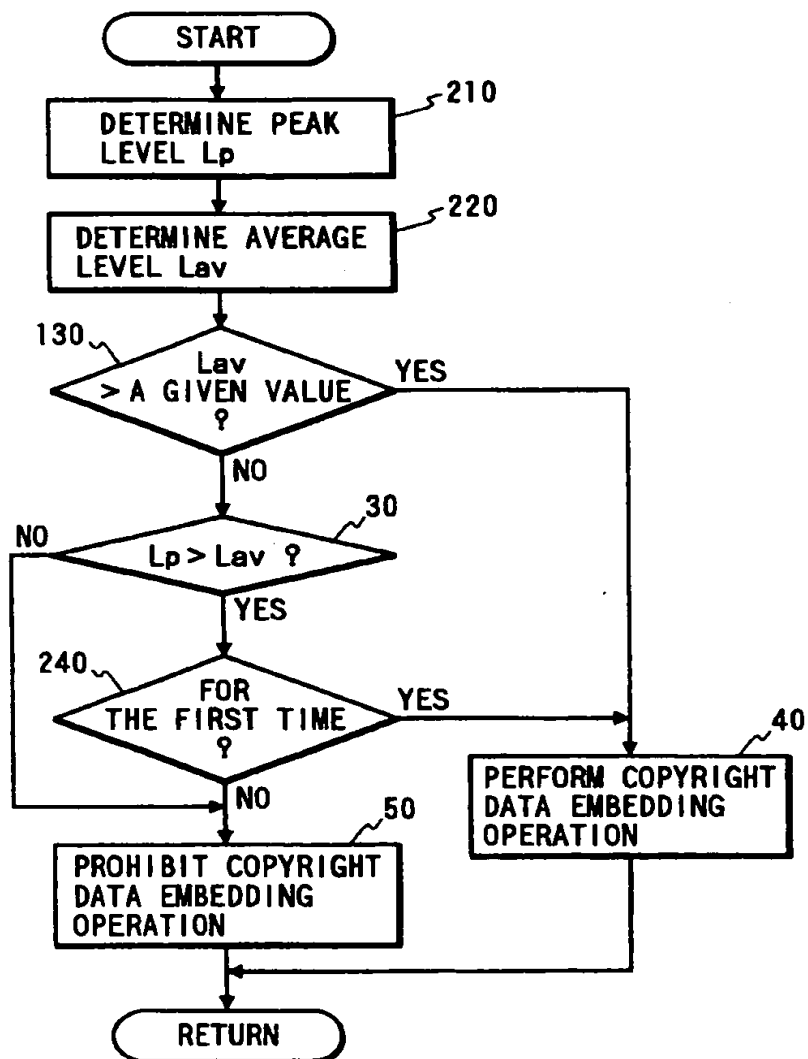 START
210
DETERMINE PEAK
LEVEL Lp
220
DETERMINE AVERAGE
LEVEL Lav
130
Lav
> A GIVEN VALUE
?
YES
NO
30
NO
Lp > Lav ?
YES
240
FOR
THE FIRST TIME
?
YES
NO
40
PERFORM COPYRIGHT
DATA EMBEDDING
OPERATION
50
PROHIBIT COPYRIGHT
DATA EMBEDDING
OPERATION
RETURN